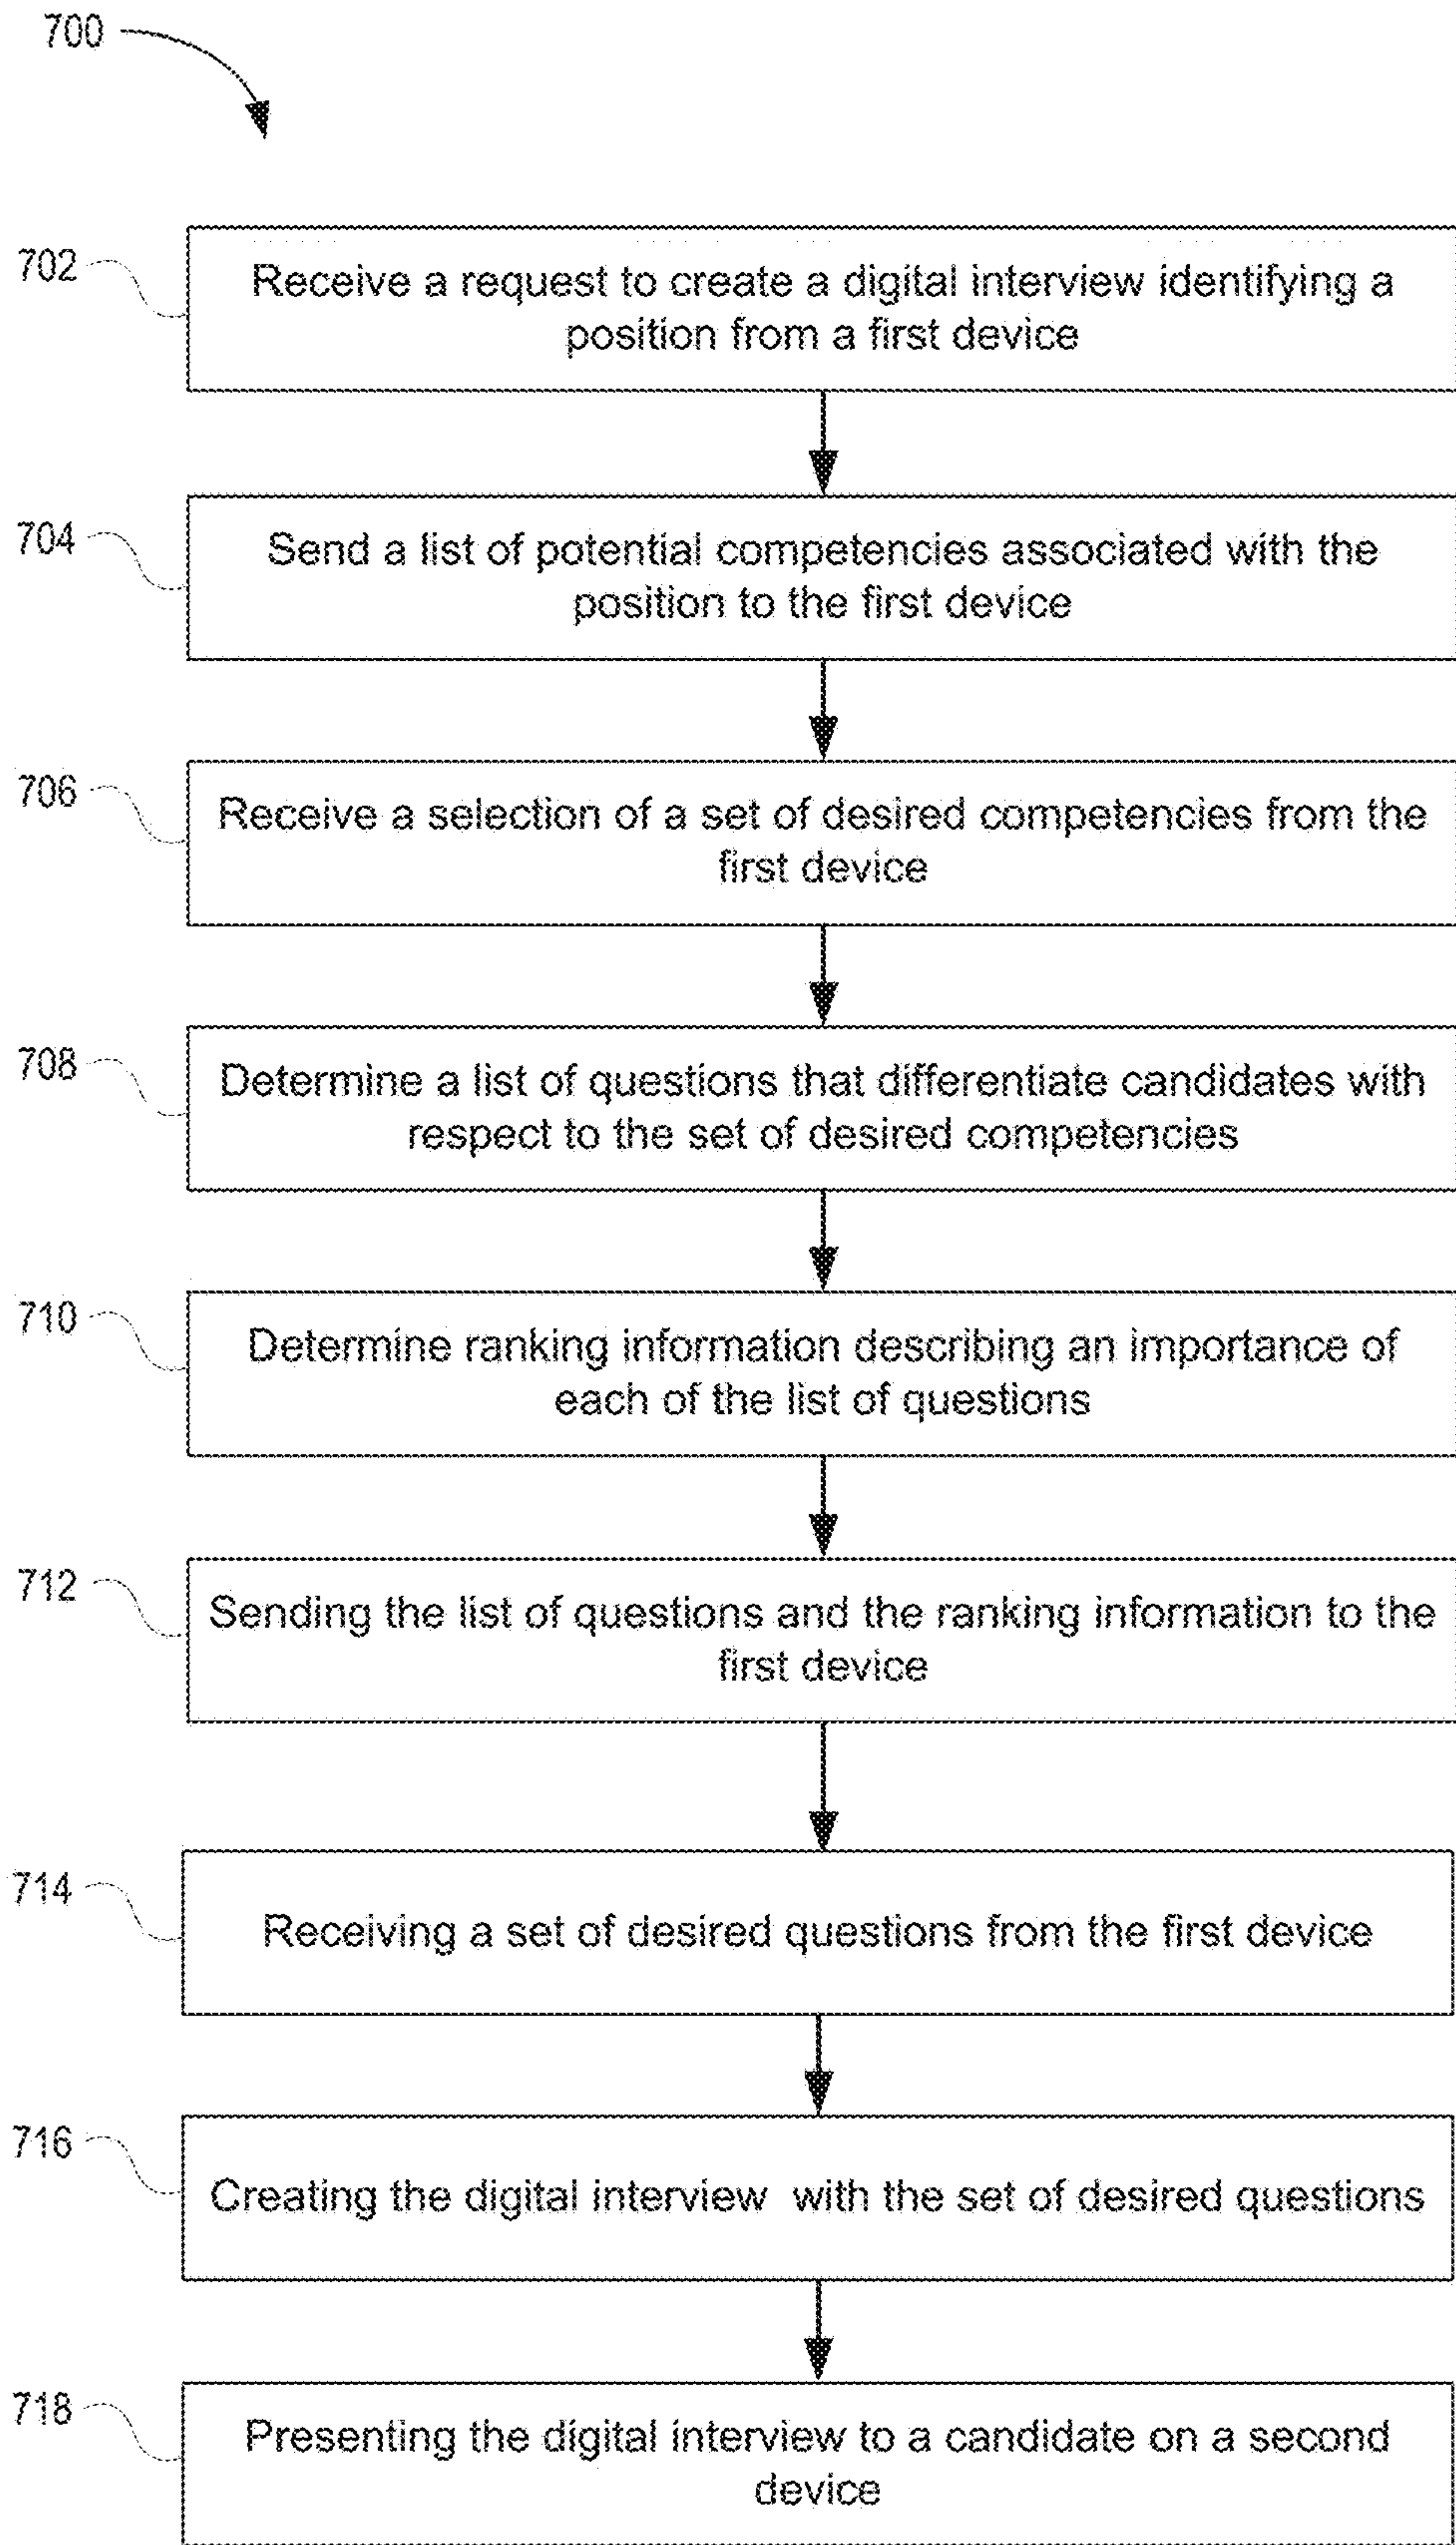 700
702
Receive a request to create a digital interview identifying a
position from a first device
704
Send a list of potential competencies associated with the
position to the first device
706
Receive a selection of a set of desired competencies from the
first device
708
Determine a list of questions that differentiate candidates with
respect to the set of desired competencies
710
Determine ranking information describing an importance of
each of the list of questions
712
Sending the list of questions and the ranking information to the
first device
714
Receiving a set of desired questions from the first device
716
Creating the digital interview with the set of desired questions
718
Presenting the digital interview to a candidate on a second
device